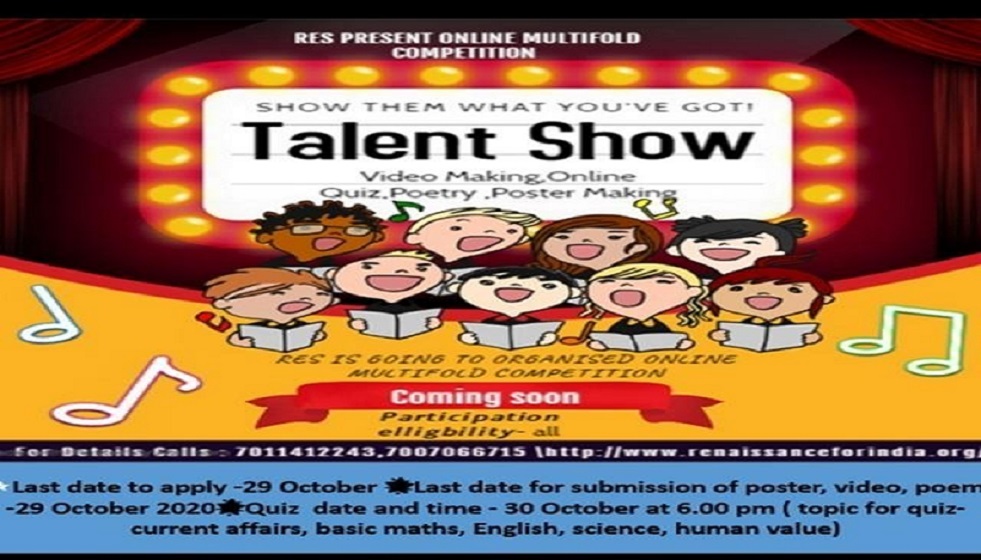 RES PRESENT ONLINE MULTIFOLD
COMPETITION
SHOW THEM WHAT YOU'VE GOT!
Talent Show
Video Making,Online
Quiz,Poetry ,Poster Making
RES IS GOING TO ORGANISED ONLINE
MULTIFOLD COMPETITION
Coming soon
Participation
elligbility- all
For Details Calls : 7011412243,7007066715 \http://www.renaissanceforindia.org/
Last date to apply -29 October Last date for submission of poster, video, poem
-29 October 2020 Quiz date and time - 30 October at 6.00 pm ( topic for quiz-
current affairs, basic maths, English, science, human value)